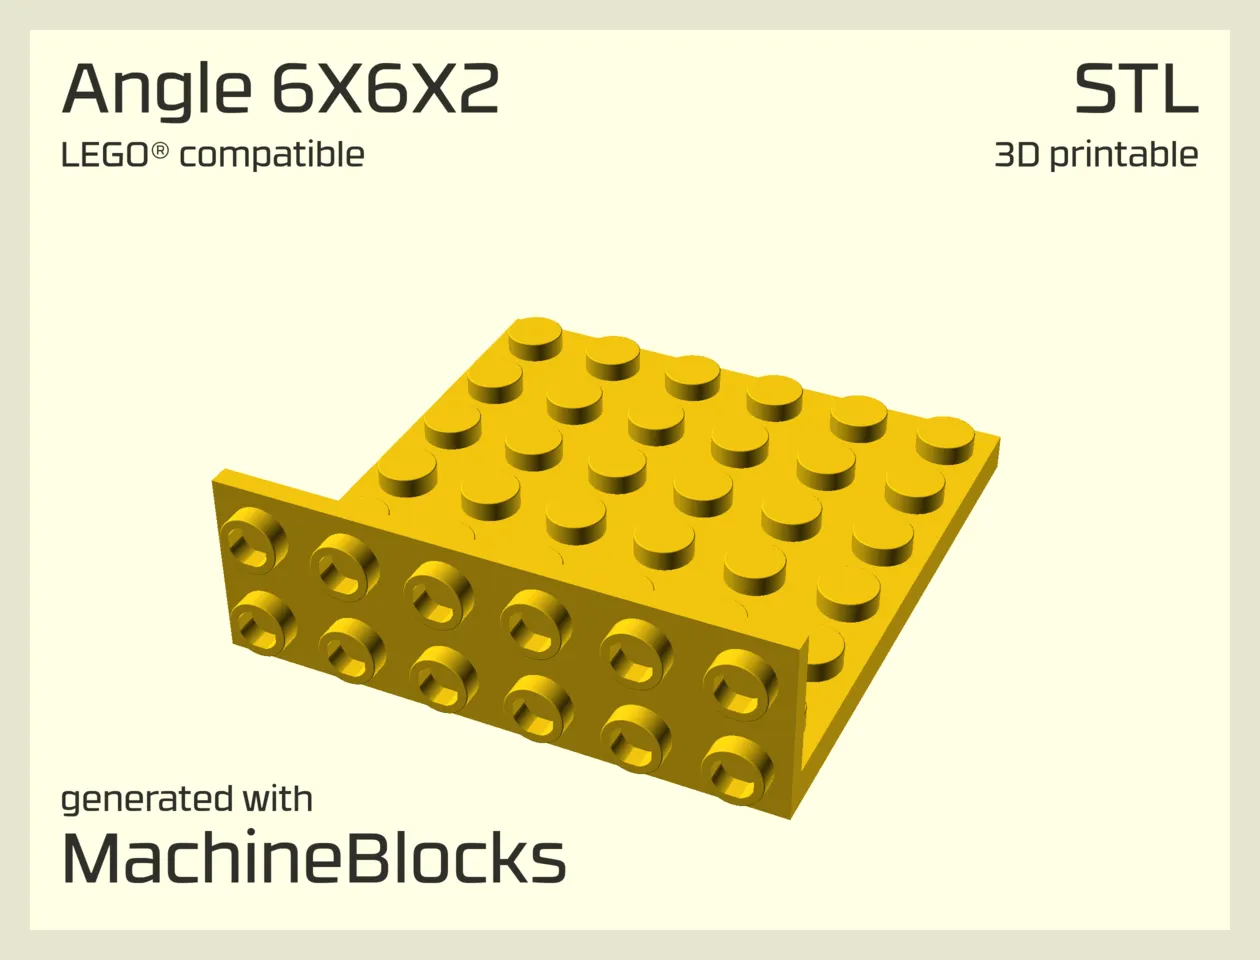 Angle 6X6X2
LEGO® compatible
STL
3D printable
generated with
MachineBlocks